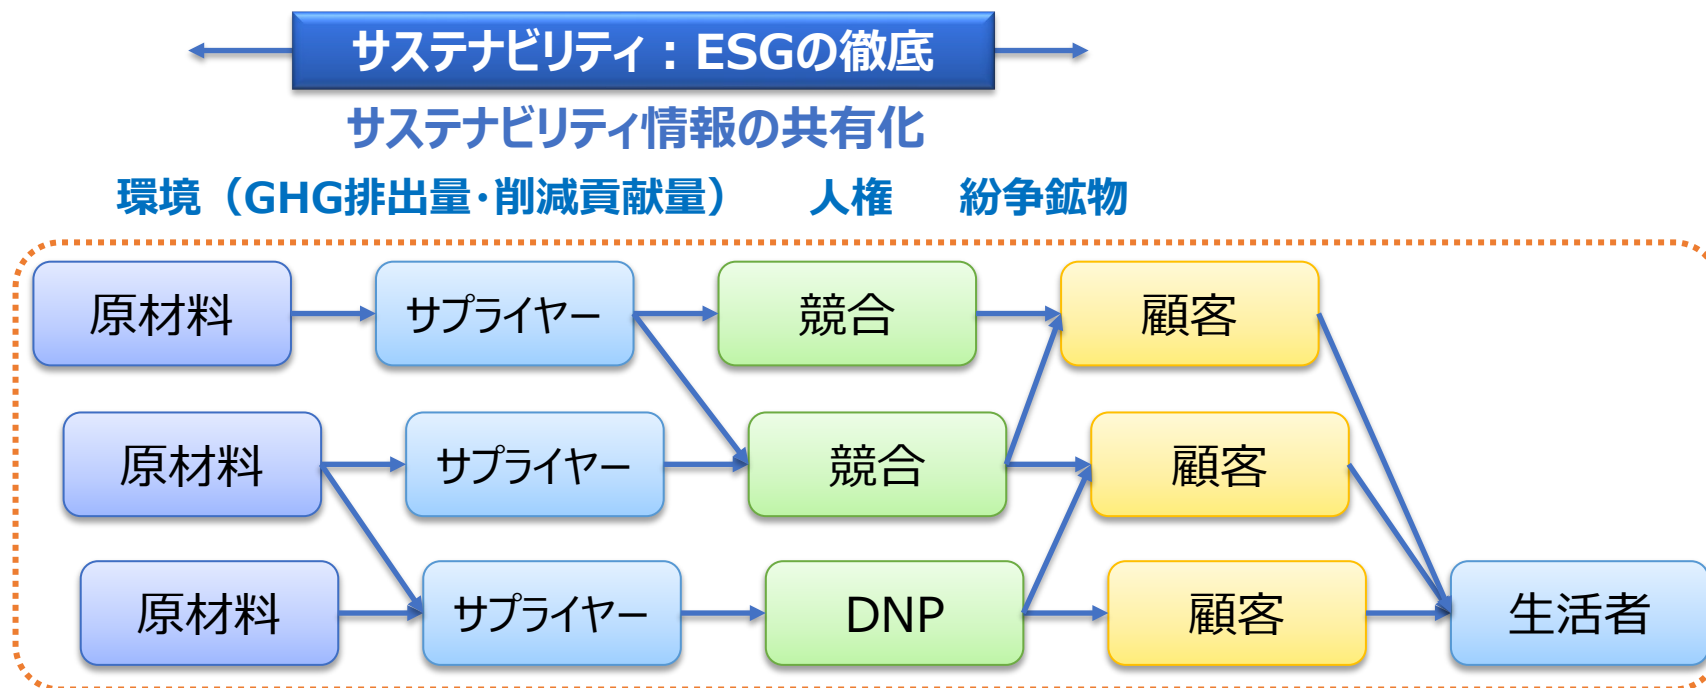 サステナビリティ：ESGの徹底
サステナビリティ情報の共有化
環境（GHG排出量･削減貢献量） 人権 紛争鉱物
原材料 サプライヤー 競合 顧客
原材料 サプライヤー 競合 顧客
原材料 サプライヤー DNP 顧客 生活者